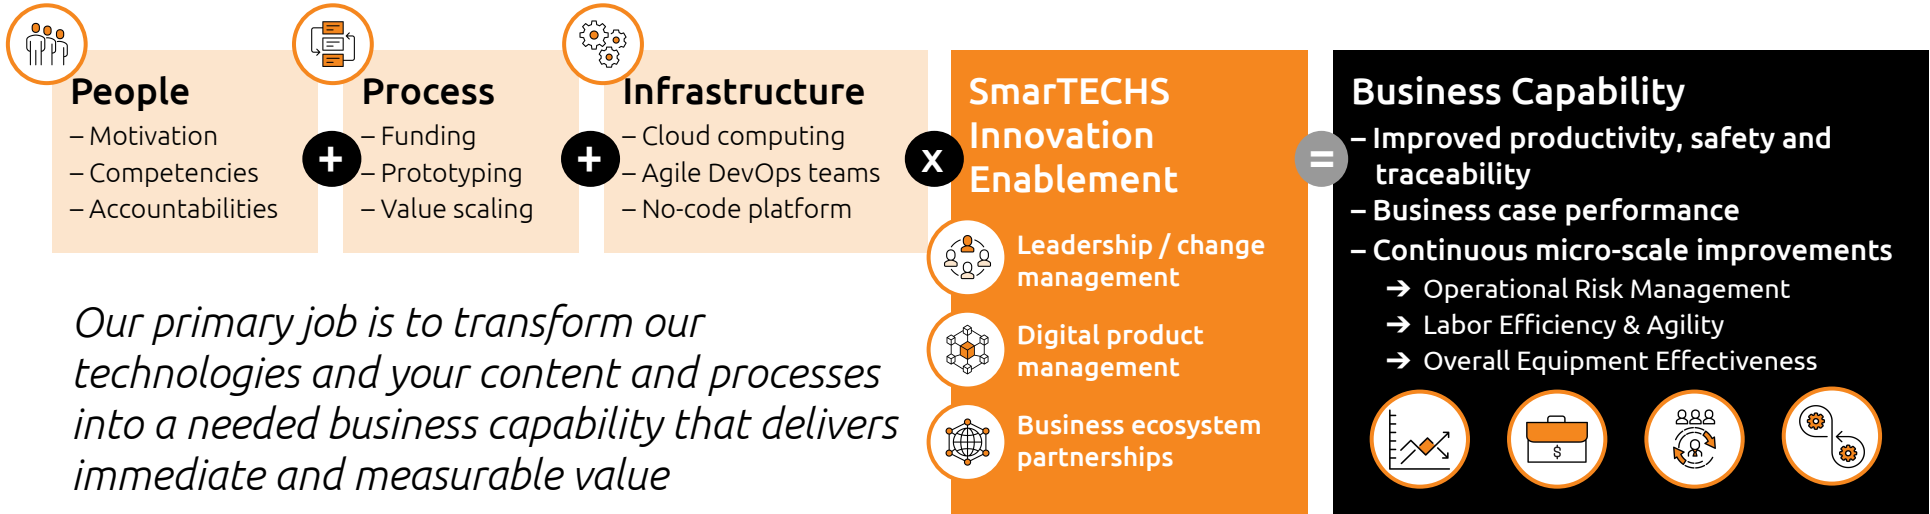 People
– Motivation
– Competencies
– Accountabilities
+
Process
– Funding
– Prototyping
– Value scaling
+
Infrastructure
– Cloud computing
– Agile DevOps teams
– No-code platform
x
SmarTECHS
Innovation
Enablement
Leadership / change
management
Digital product
management
Business ecosystem
partnerships
=
Business Capability
– Improved productivity, safety and
traceability
– Business case performance
– Continuous micro-scale improvements
➔ Operational Risk Management
➔ Labor Efficiency & Agility
➔ Overall Equipment Effectiveness
$
Our primary job is to transform our
technologies and your content and processes
into a needed business capability that delivers
immediate and measurable value